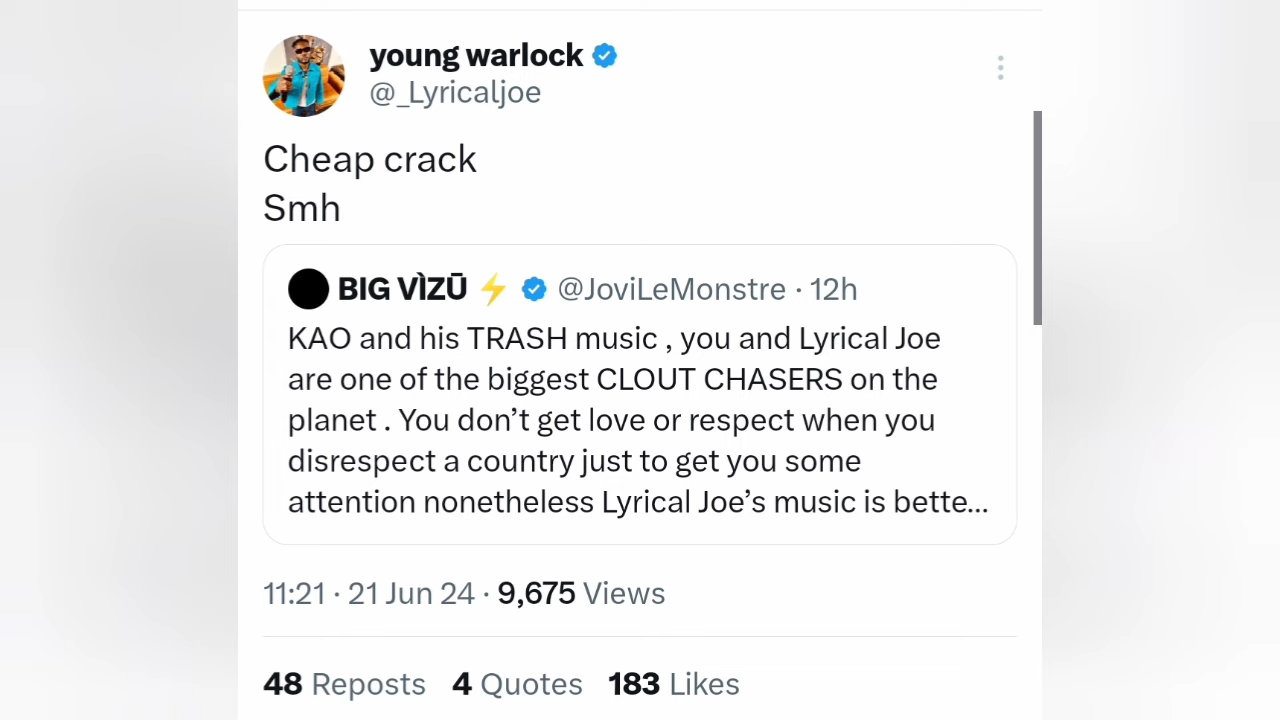 young warlock
@_Lyricaljoe
Cheap crack
Smh
BIG VÌZŪ ⚡ @JoviLeMonstre · 12h
KAO and his TRASH music , you and Lyrical Joe
are one of the biggest CLOUT CHASERS on the
planet . You don’t get love or respect when you
disrespect a country just to get you some
attention nonetheless Lyrical Joe’s music is bette...
11:21 · 21 Jun 24 · 9,675 Views
48 Reposts 4 Quotes 183 Likes